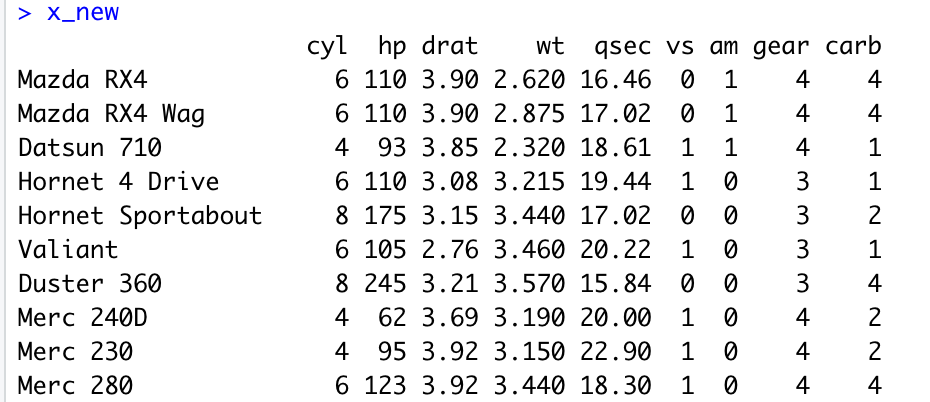 > x_new
                    cyl  hp drat    wt  qsec vs am gear carb
Mazda RX4             6 110 3.90 2.620 16.46  0  1    4    4
Mazda RX4 Wag         6 110 3.90 2.875 17.02  0  1    4    4
Datsun 710            4  93 3.85 2.320 18.61  1  1    4    1
Hornet 4 Drive        6 110 3.08 3.215 19.44  1  0    3    1
Hornet Sportabout     8 175 3.15 3.440 17.02  0  0    3    2
Valiant               6 105 2.76 3.460 20.22  1  0    3    1
Duster 360            8 245 3.21 3.570 15.84  0  0    3    4
Merc 240D             4  62 3.69 3.190 20.00  1  0    4    2
Merc 230              4  95 3.92 3.150 22.90  1  0    4    2
Merc 280              6 123 3.92 3.440 18.30  1  0    4    4